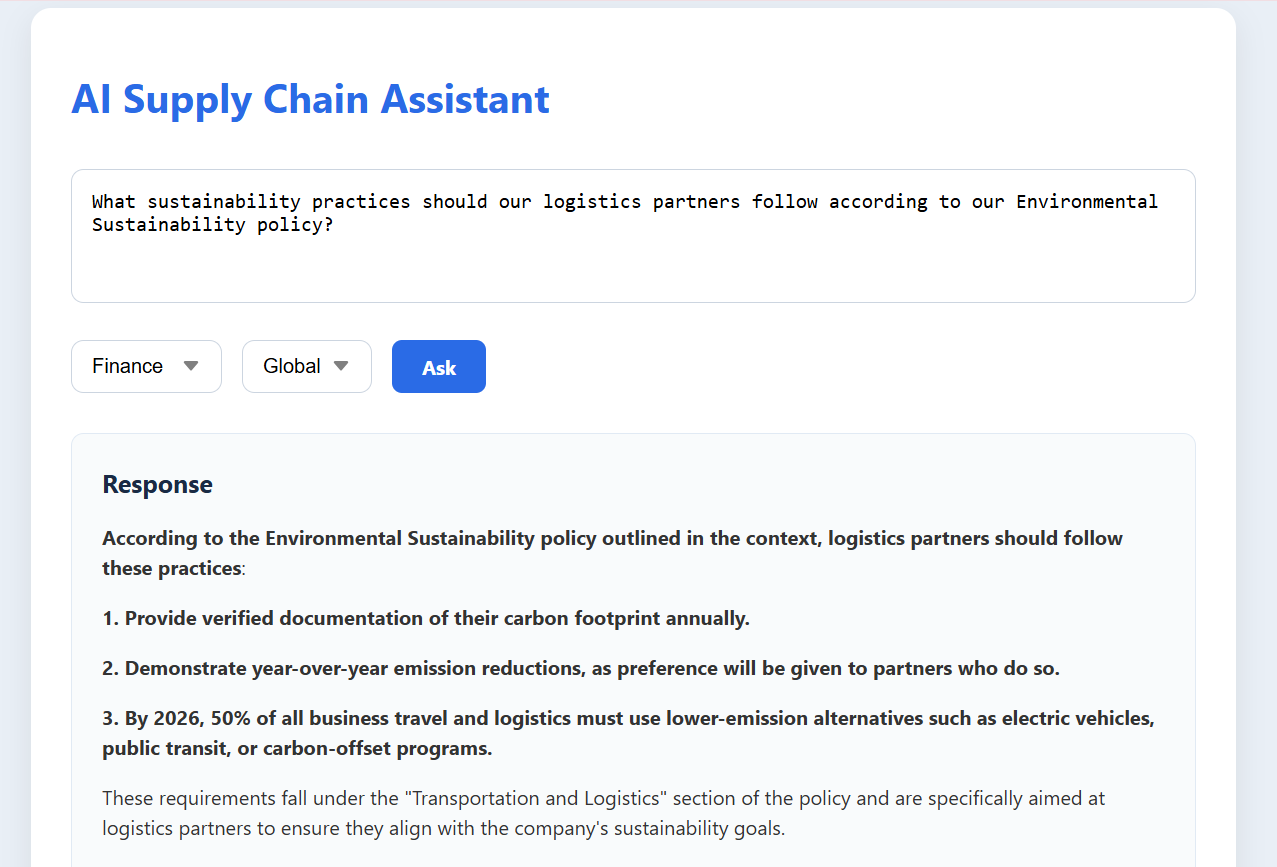 AI Supply Chain Assistant
What sustainability practices should our logistics partners follow according to our Environmental
Sustainability policy?
Finance
Global
Ask
Response
According to the Environmental Sustainability policy outlined in the context, logistics partners should follow
these practices:
1. Provide verified documentation of their carbon footprint annually.
2. Demonstrate year-over-year emission reductions, as preference will be given to partners who do so.
3. By 2026, 50% of all business travel and logistics must use lower-emission alternatives such as electric vehicles,
public transit, or carbon-offset programs.
These requirements fall under the "Transportation and Logistics" section of the policy and are specifically aimed at
logistics partners to ensure they align with the company's sustainability goals.